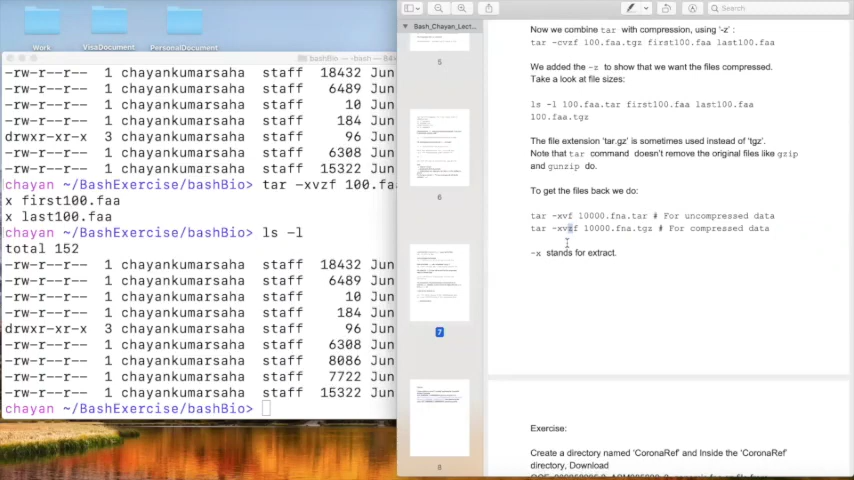 Search
Bash_Chayan_Lect...
Work
VisaDocument
PersonalDocument
bashBio — -bash —
-rw-r--r-- 1 chayankumarsaha staff 18432 Jun
-rw-r--r-- 1 chayankumarsaha staff 6489 Jun
-rw-r--r-- 1 chayankumarsaha staff 10 Jun
-rw-r--r-- 1 chayankumarsaha staff 184 Jun
drwxr-xr-x 3 chayankumarsaha staff 96 Jun
-rw-r--r-- 1 chayankumarsaha staff 6308 Jun
-rw-r--r-- 1 chayankumarsaha staff 15322 Jun
chayan ~/BashExercise/bashBio> tar -xvzf 100.faa
x first100.faa
x last100.faa
chayan ~/BashExercise/bashBio> ls -l
total 152
-rw-r--r-- 1 chayankumarsaha staff 18432 Jun
-rw-r--r-- 1 chayankumarsaha staff 6489 Jun
-rw-r--r-- 1 chayankumarsaha staff 10 Jun
-rw-r--r-- 1 chayankumarsaha staff 184 Jun
drwxr-xr-x 3 chayankumarsaha staff 96 Jun
-rw-r--r-- 1 chayankumarsaha staff 6308 Jun
-rw-r--r-- 1 chayankumarsaha staff 8086 Jun
-rw-r--r-- 1 chayankumarsaha staff 7722 Jun
-rw-r--r-- 1 chayankumarsaha staff 15322 Jun
chayan ~/BashExercise/bashBio>
5
6
7
8
Now we combine tar with compression, using '-z' :
tar -cvzf 100.faa.tgz first100.faa last100.faa
We added the -z to show that we want the files compressed.
Take a look at file sizes:
ls -l 100.faa.tar first100.faa last100.faa
100.faa.tgz
The file extension 'tar.gz' is sometimes used instead of 'tgz'.
Note that tar command doesn't remove the original files like gzip
and gunzip do.
To get the files back we do:
tar -xvf 10000.fna.tar # For uncompressed data
tar -xvzf 10000.fna.tgz # For compressed data
-x stands for extract.
Exercise:
Create a directory named 'CoronaRef' and Inside the 'CoronaRef'
directory, Download